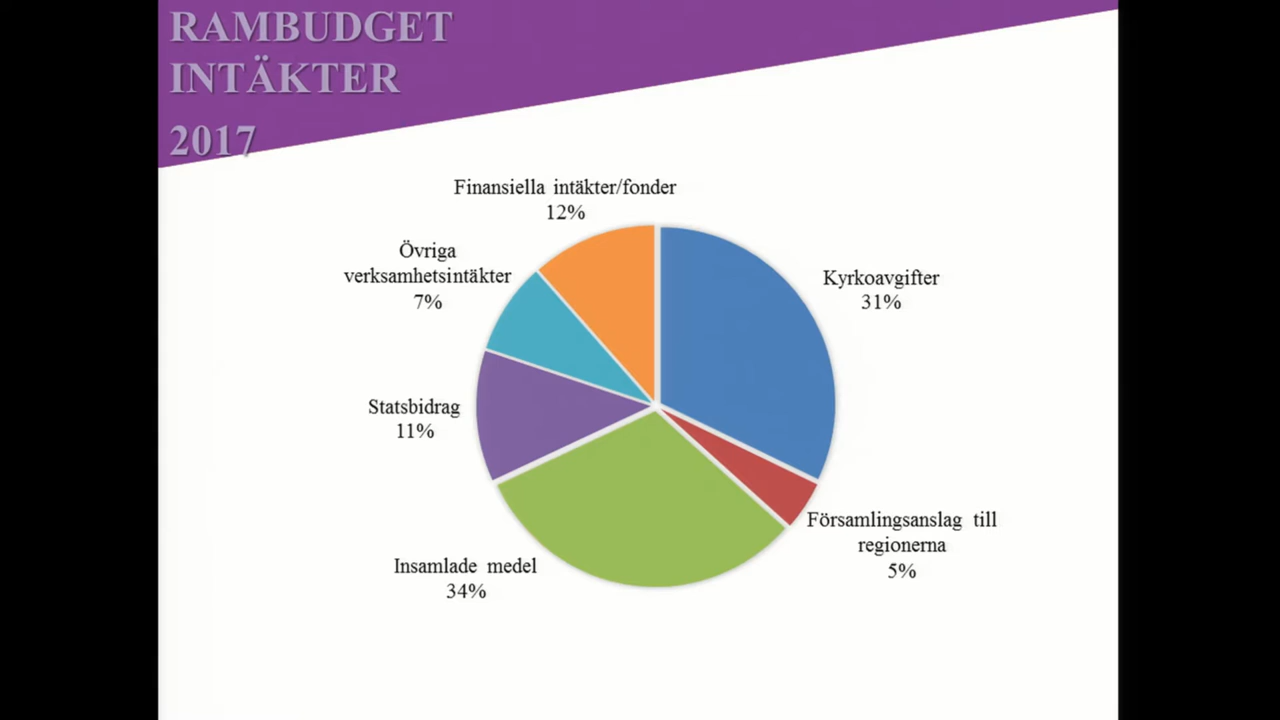 RAMBUDGET
INTÄKTER
2017
Finansiella intäkter/fonder
12%
Övriga
verksamhetsintäkter
7%
Kyrkoavgifter
31%
Statsbidrag
11%
Församlingsanslag till
regionerna
5%
Insamlade medel
34%